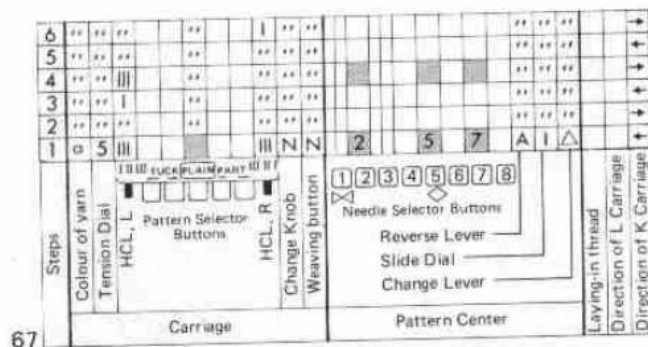 6 " " " " I " " " " " →
5 " " " " " " " " " " ←
4 " " III " " " " " " " →
3 " " I " " " " " " " ←
2 " " " " " " " " " " →
1 a 5 III III N N 2 5 7 A I △ ←
I II III TUCK PLAIN PART III II I
1 2 3 4 5 6 7 8
Pattern Selector
Buttons
Needle Selector Buttons
Reverse Lever
Slide Dial
Change Lever
Steps
Colour of yarn
Tension Dial
HCL, L
HCL, R
Change Knob
Weaving button
Laying-in thread
Direction of L Carriage
Direction of K Carriage
Carriage
Pattern Center
67